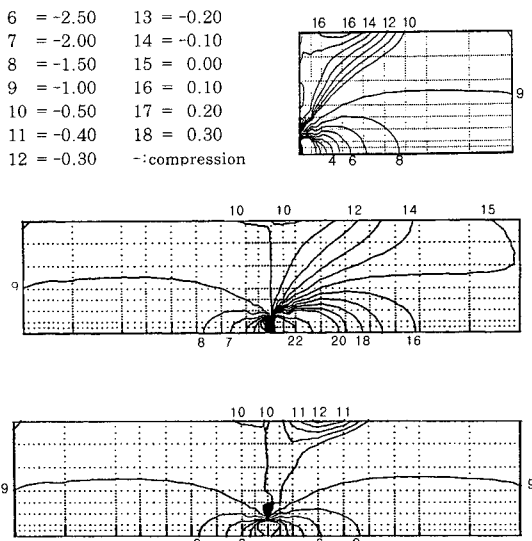 6 = -2.50 13 = -0.20
7 = -2.00 14 = -0.10
8 = -1.50 15 = 0.00
9 = -1.00 16 = 0.10
10 = -0.50 17 = 0.20
11 = -0.40 18 = 0.30
12 = -0.30 -:compression
16 16 14 12 10
9
4 6 8
10 10 12 14 15
9
8 7 22 20 18 16
10 10 11 12 11
9 9